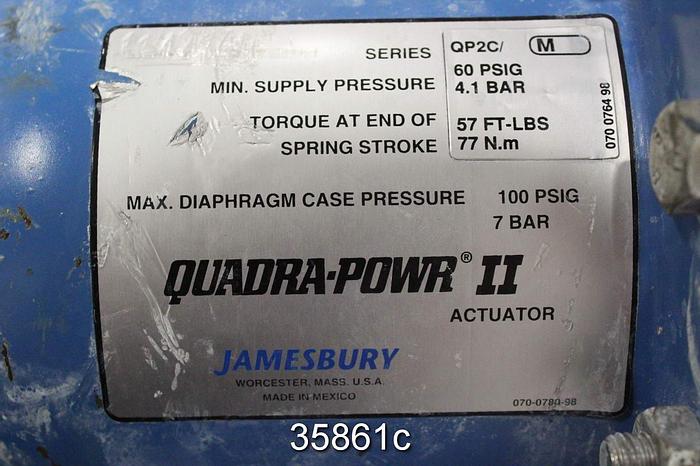 SERIES QP2C/ M
MIN. SUPPLY PRESSURE 60 PSIG
4.1 BAR
TORQUE AT END OF 57 FT-LBS
SPRING STROKE 77 N.m
070 0764 98
MAX. DIAPHRAGM CASE PRESSURE 100 PSIG
7 BAR
QUADRA-POWR® II
ACTUATOR
JAMESBURY
WORCESTER, MASS. U.S.A.
MADE IN MEXICO
070-0780-98
35861c